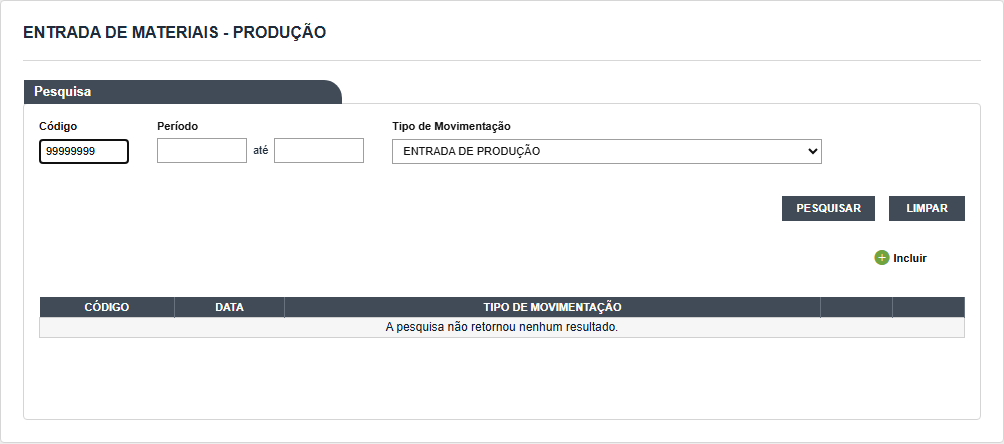 ENTRADA DE MATERIAIS - PRODUÇÃO
Pesquisa
Código Período Tipo de Movimentação
99999999 até ENTRADA DE PRODUÇÃO
PESQUISAR LIMPAR
Incluir
CÓDIGO DATA TIPO DE MOVIMENTAÇÃO
A pesquisa não retornou nenhum resultado.